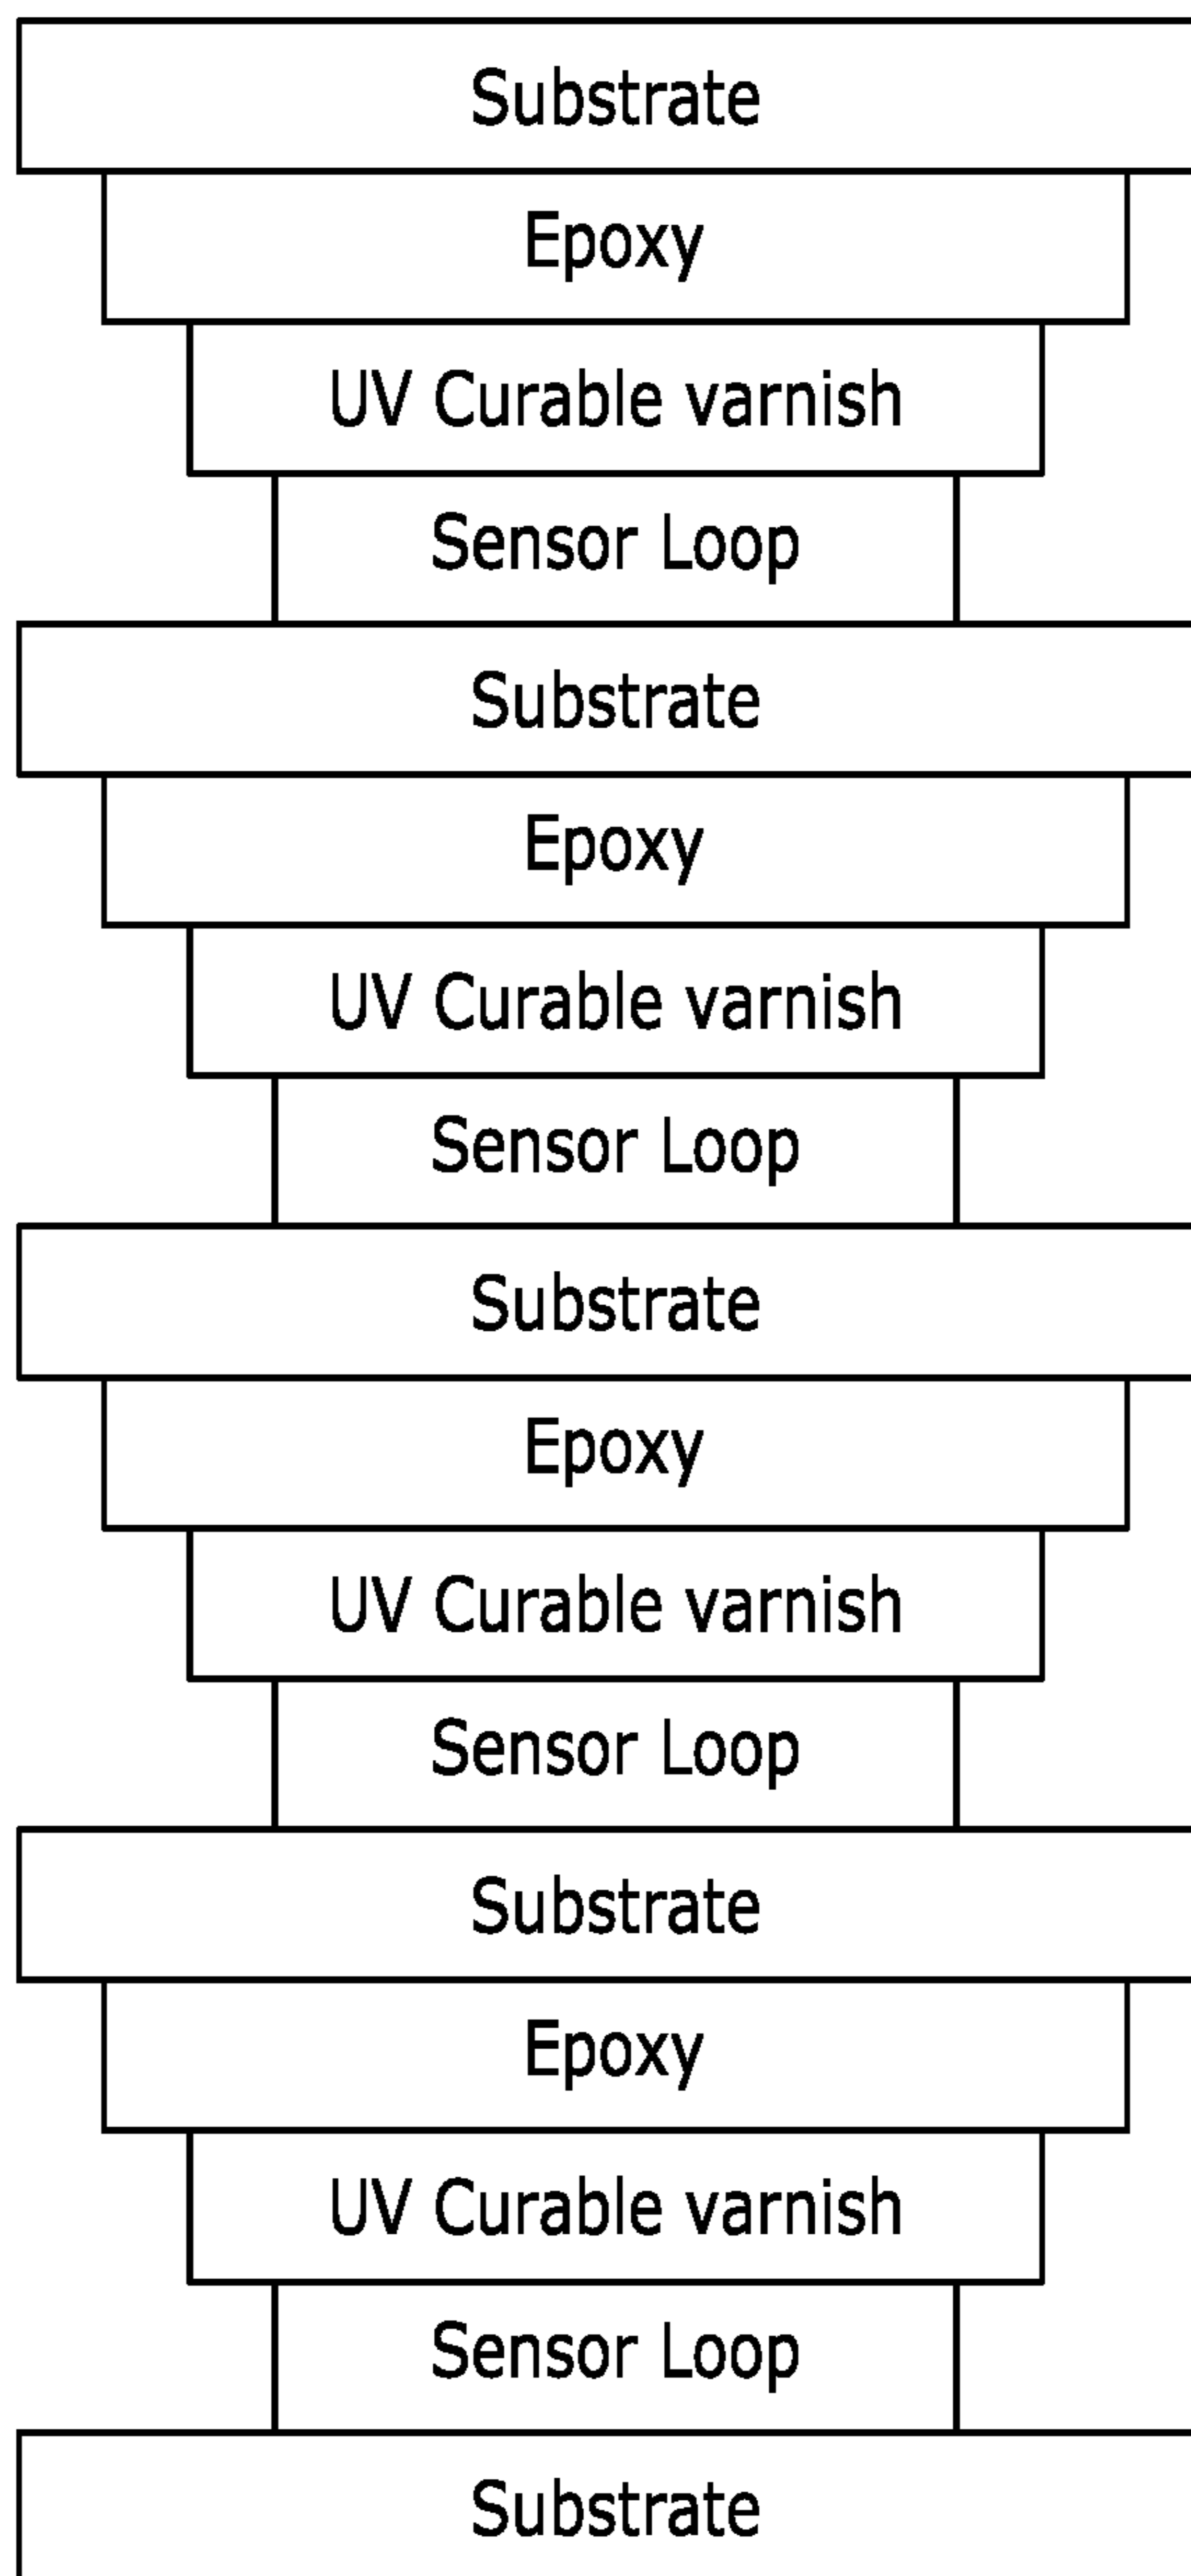 Substrate
Epoxy
UV Curable varnish
Sensor Loop
Substrate
Epoxy
UV Curable varnish
Sensor Loop
Substrate
Epoxy
UV Curable varnish
Sensor Loop
Substrate
Epoxy
UV Curable varnish
Sensor Loop
Substrate